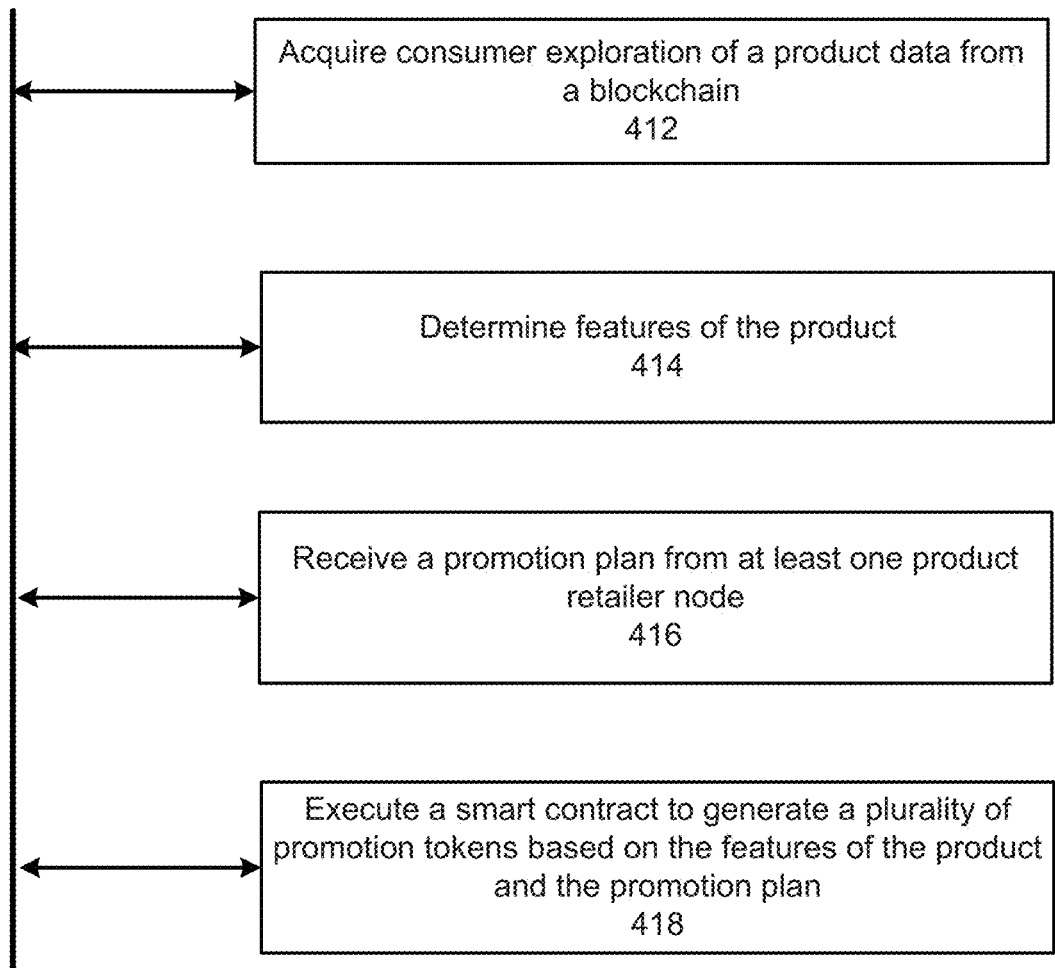 Acquire consumer exploration of a product data from
a blockchain
412
Determine features of the product
414
Receive a promotion plan from at least one product
retailer node
416
Execute a smart contract to generate a plurality of
promotion tokens based on the features of the product
and the promotion plan
418